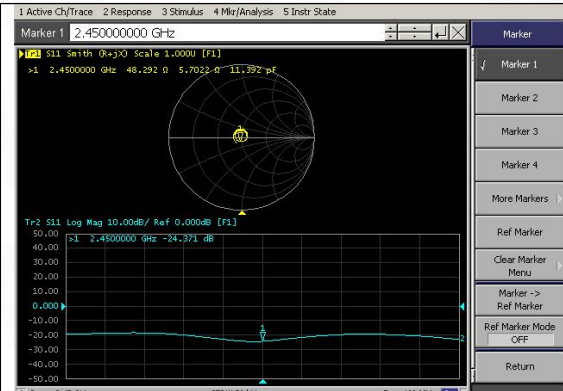 1 Active Ch/Trace 2 Response 3 Stimulus 4 Mkr/Analysis 5 Instr State
Marker 1 2.4500000 GHz
Tr1 S11 Smith (R+jX) Scale 1.000U [F1]
>1 2.4500000 GHz 48.292 Ω 5.7022 Ω 11.392 pF
1
Tr2 S11 Log Mag 10.00dB/ Ref 0.000dB [F1]
50.00
>1 2.4500000 GHz -24.371 dB
40.00
30.00
20.00
10.00
0.000
-10.00
-20.00
1
2
-30.00
-40.00
-50.00
Marker
√ Marker 1
Marker 2
Marker 3
Marker 4
More Markers
Ref Marker
Clear Marker
Menu
Marker ->
Ref Marker
Ref Marker Mode
OFF
Return